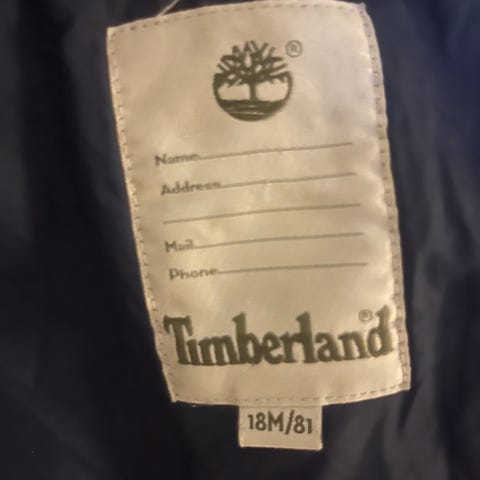 ®
Name
Address
Mail
Phone
Timberland®
18M/81